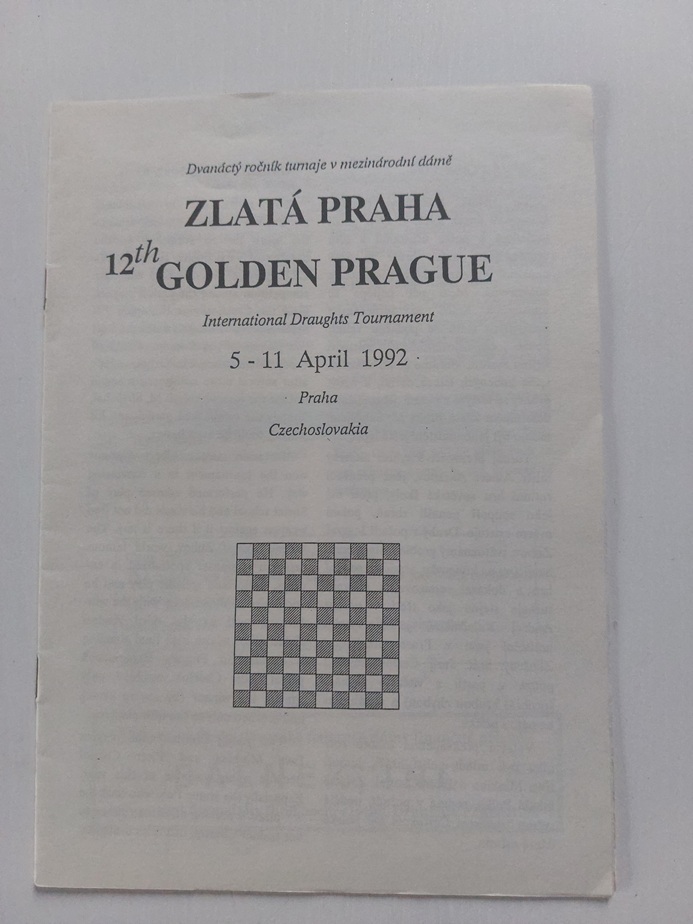 Dvanáctý ročník turnaje v mezinárodní dámě
ZLATÁ PRAHA
12th GOLDEN PRAGUE
International Draughts Tournament
5 - 11 April 1992
Praha
Czechoslovakia